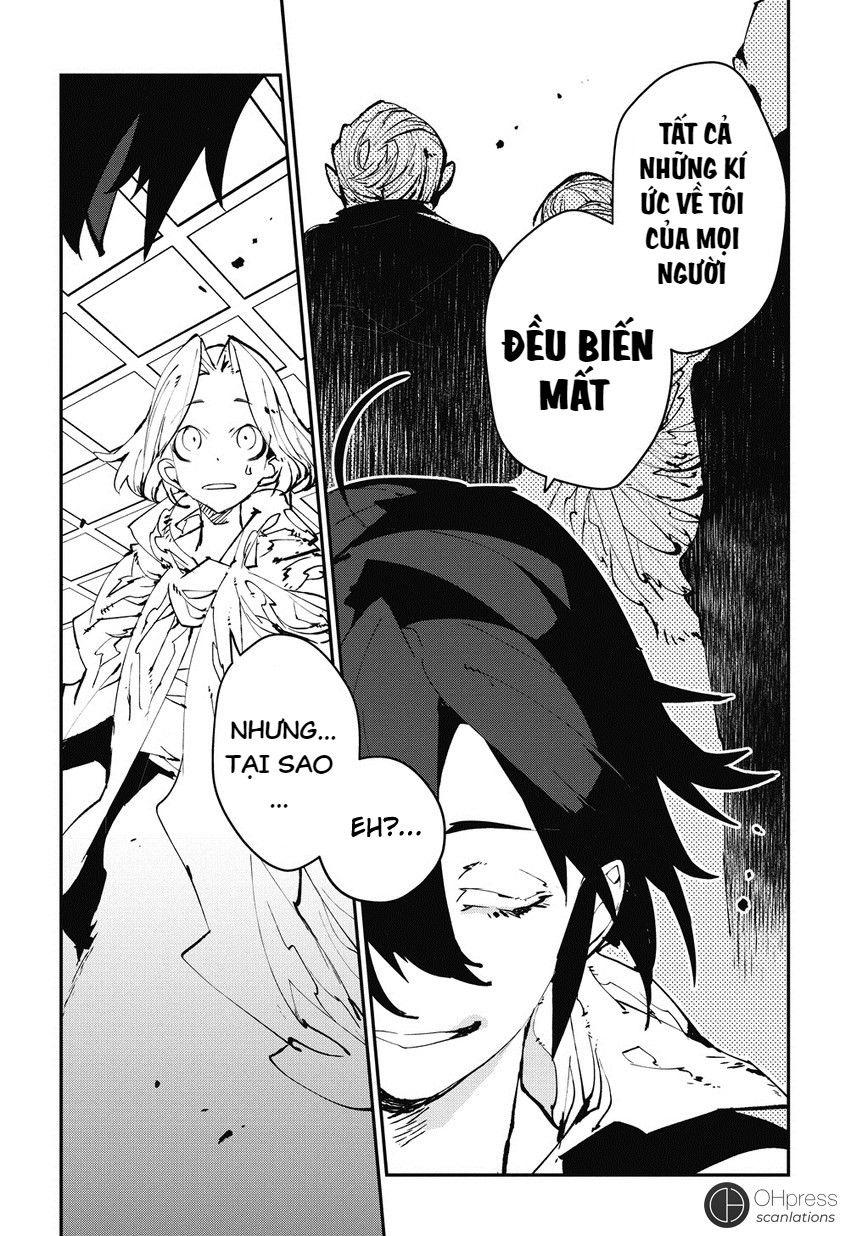 TẤT CẢ
NHỮNG KÍ
ỨC VỀ TÔI
CỦA MỌI
NGƯỜI
ĐỀU BIẾN
MẤT
NHƯNG...
TẠI SAO
...
EH?...
OHpress
scanlations